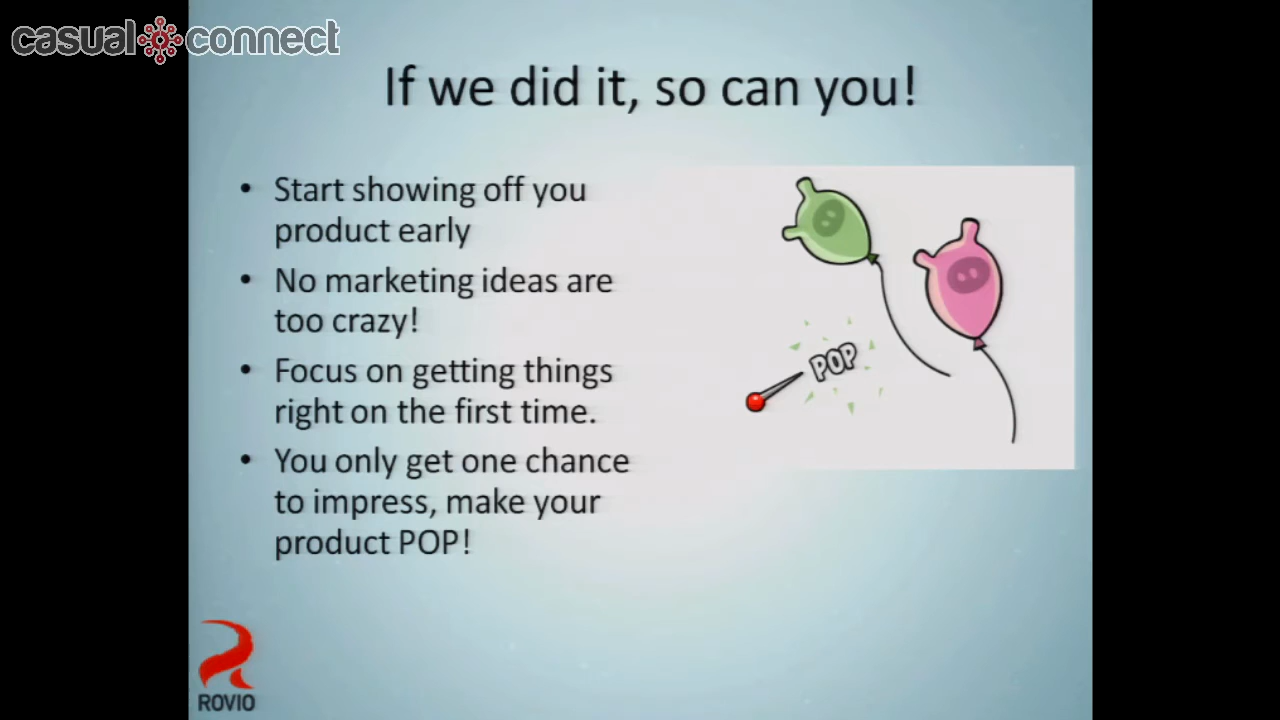 casual connect
If we did it, so can you!
• Start showing off you
product early
• No marketing ideas are
too crazy!
• Focus on getting things
right on the first time.
• You only get one chance
to impress, make your
product POP!
POP
ROVIO